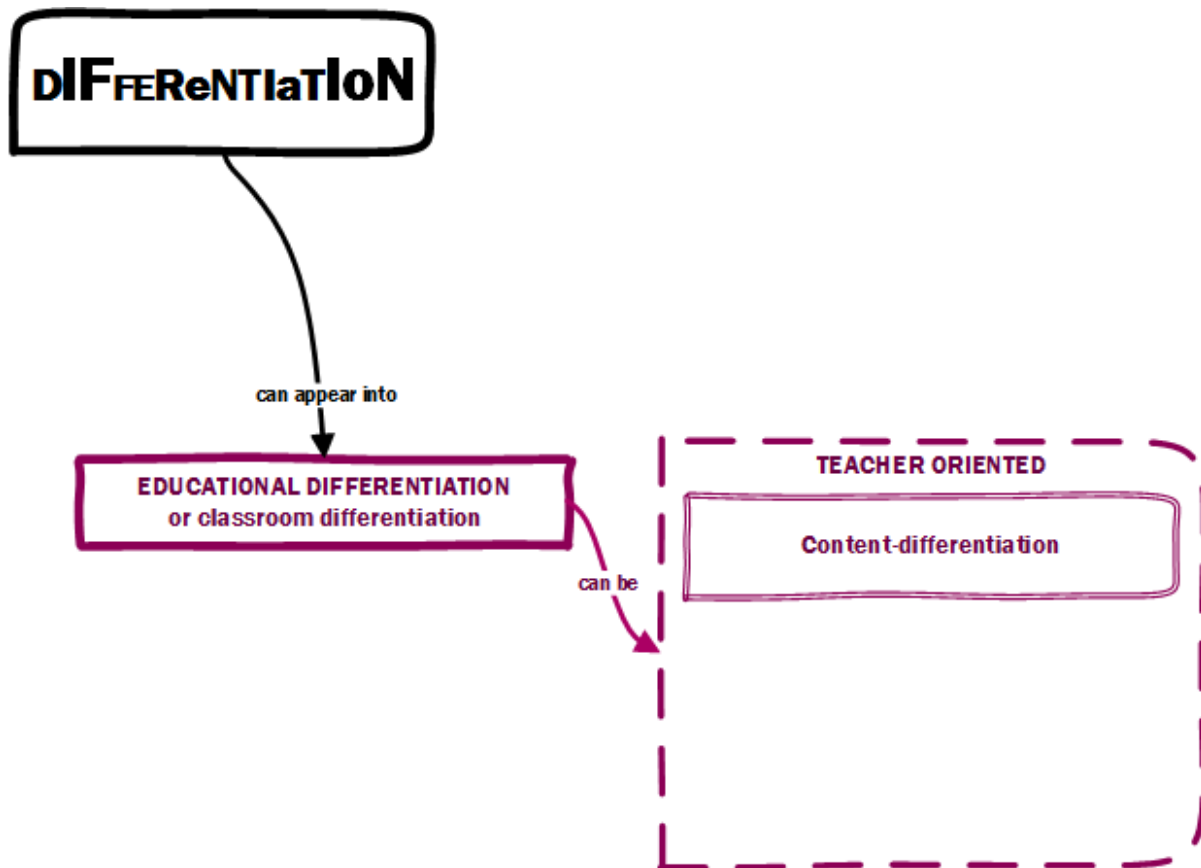 DIFFEReNTIaTIoN
can appear into
EDUCATIONAL DIFFERENTIATION
or classroom differentiation
can be
TEACHER ORIENTED
Content-differentiation